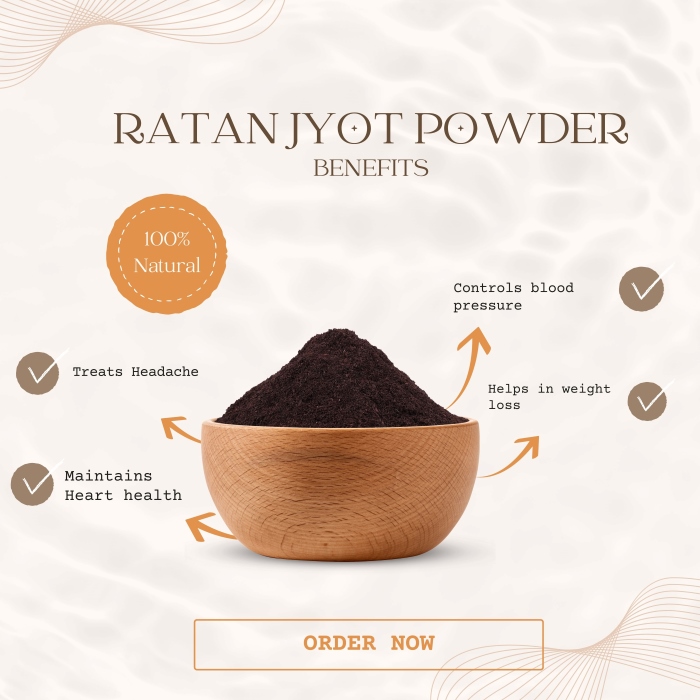 RATAN JYOT POWDER
BENEFITS
100%
Natural
Controls blood
pressure
Treats Headache
Helps in weight
loss
Maintains
Heart health
ORDER NOW